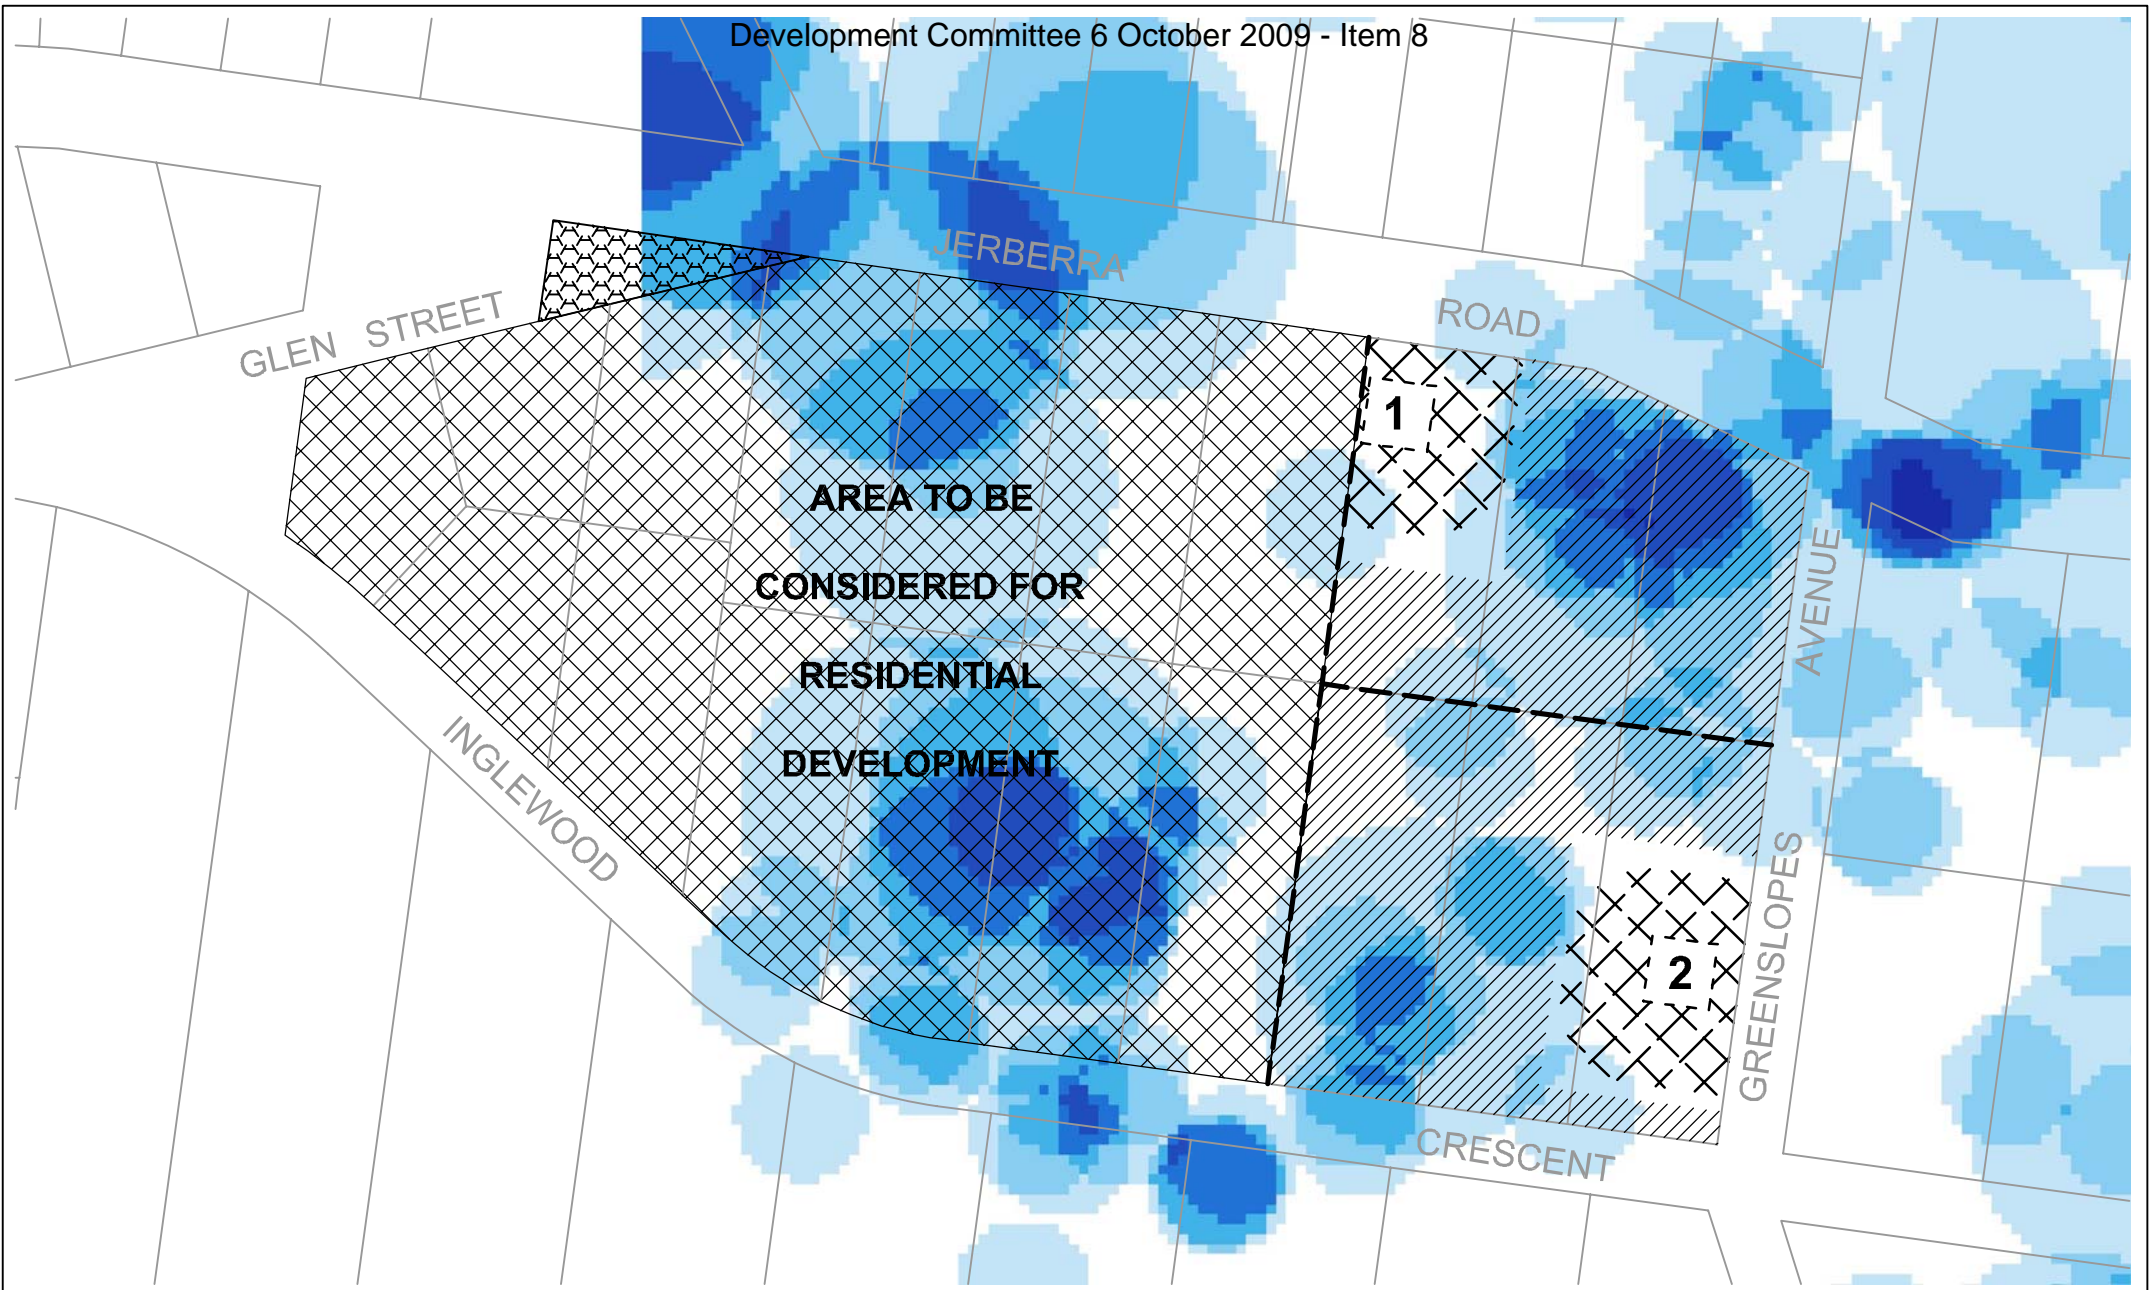 Development Committee 6 October 2009 - Item 8
JERBERRA
ROAD
GLEN STREET
1
AREA TO BE
CONSIDERED FOR
RESIDENTIAL
DEVELOPMENT
AVENUE
INGLEWOOD
GREENSLOPES
2
CRESCENT